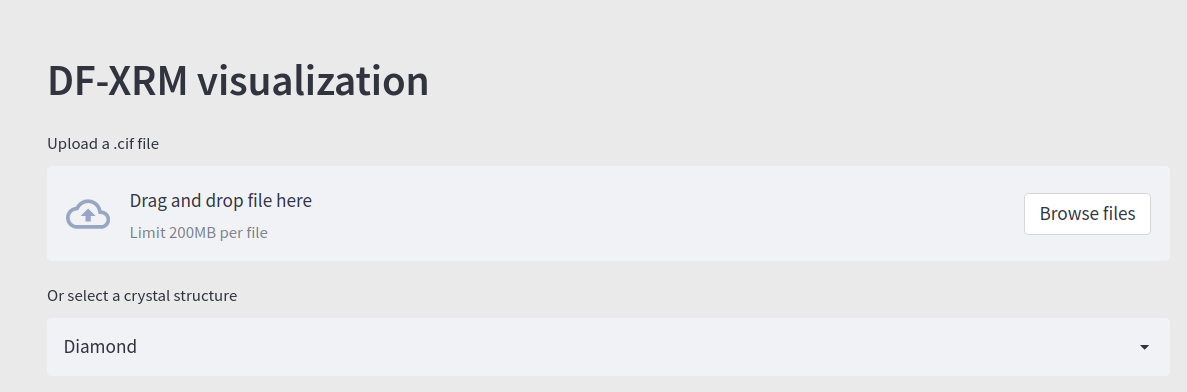 DF-XRM visualization
Upload a .cif file
Drag and drop file here
Limit 200MB per file
Browse files
Or select a crystal structure
Diamond